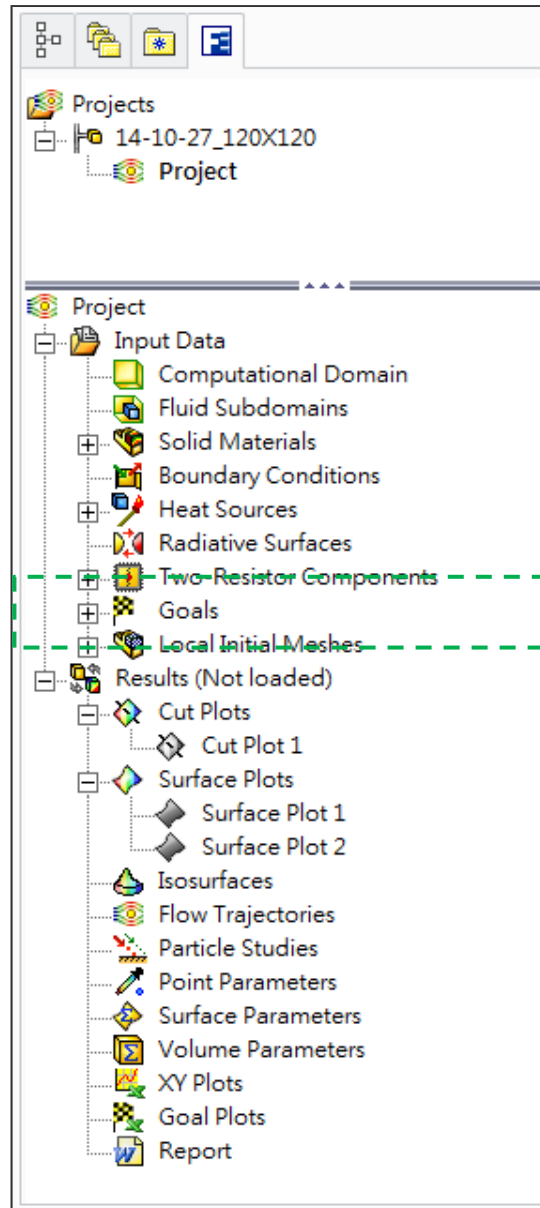 Projects
14-10-27_120X120
Project
Project
Input Data
Computational Domain
Fluid Subdomains
Solid Materials
Boundary Conditions
Heat Sources
Radiative Surfaces
Two-Resistor Components
Goals
Local Initial Meshes
Results (Not loaded)
Cut Plots
Cut Plot 1
Surface Plots
Surface Plot 1
Surface Plot 2
Isosurfaces
Flow Trajectories
Particle Studies
Point Parameters
Surface Parameters
Volume Parameters
XY Plots
Goal Plots
Report